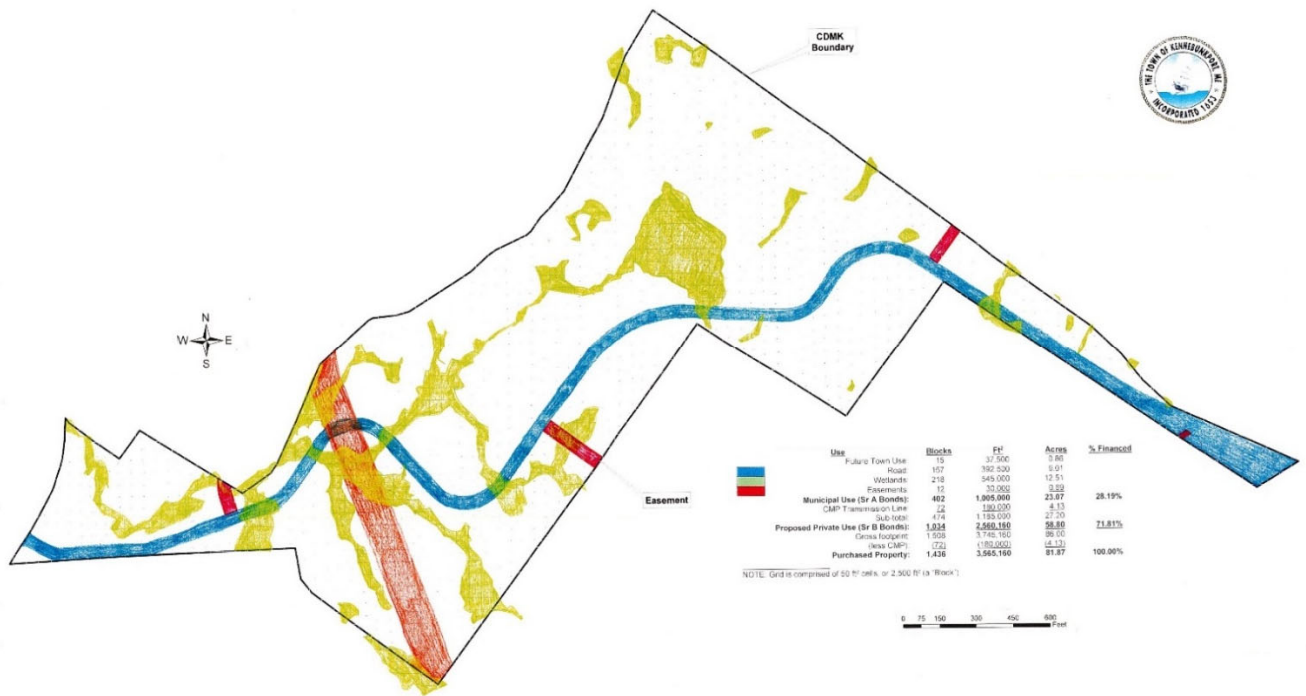 CDMK
Boundary
THE TOWN OF KENNEBUNKPORT, ME
INCORPORATED 1653
N
W E
S
Easement
Use Blocks Ft² Acres % Financed
Future Town Use 15 37,500 0.86
Road 157 392,500 9.01
Wetlands 218 545,000 12.51
Easements 12 30,000 0.69
Municipal Use (Sr A Bonds): 402 1,005,000 23.07 28.19%
CMP Transmission Line 72 180,000 4.13
Sub-total: 474 1,185,000 27.20
Proposed Private Use (Sr B Bonds): 1,034 2,560,160 58.80 71.81%
Gross footprint 1,508 3,745,160 86.00
(less CMP) (72) (180,000) (4.13)
Purchased Property: 1,436 3,565,160 81.87 100.00%
NOTE: Grid is comprised of 50 ft² cells, or 2,500 ft² (a "Block")
0 75 150 300 450 600
Feet